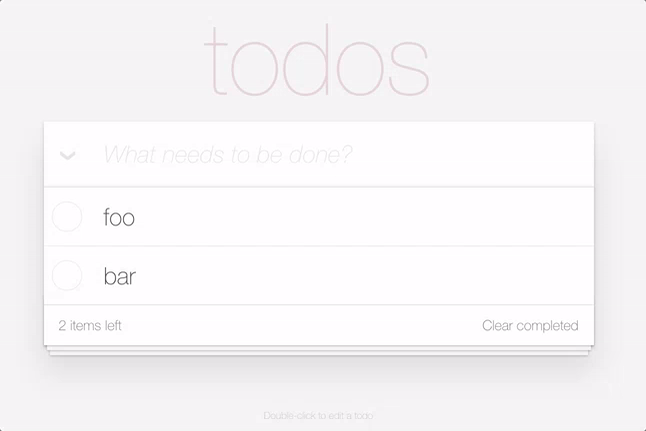 todos
What needs to be done?
foo
bar
2 items left Clear completed
Double-click to edit a todo